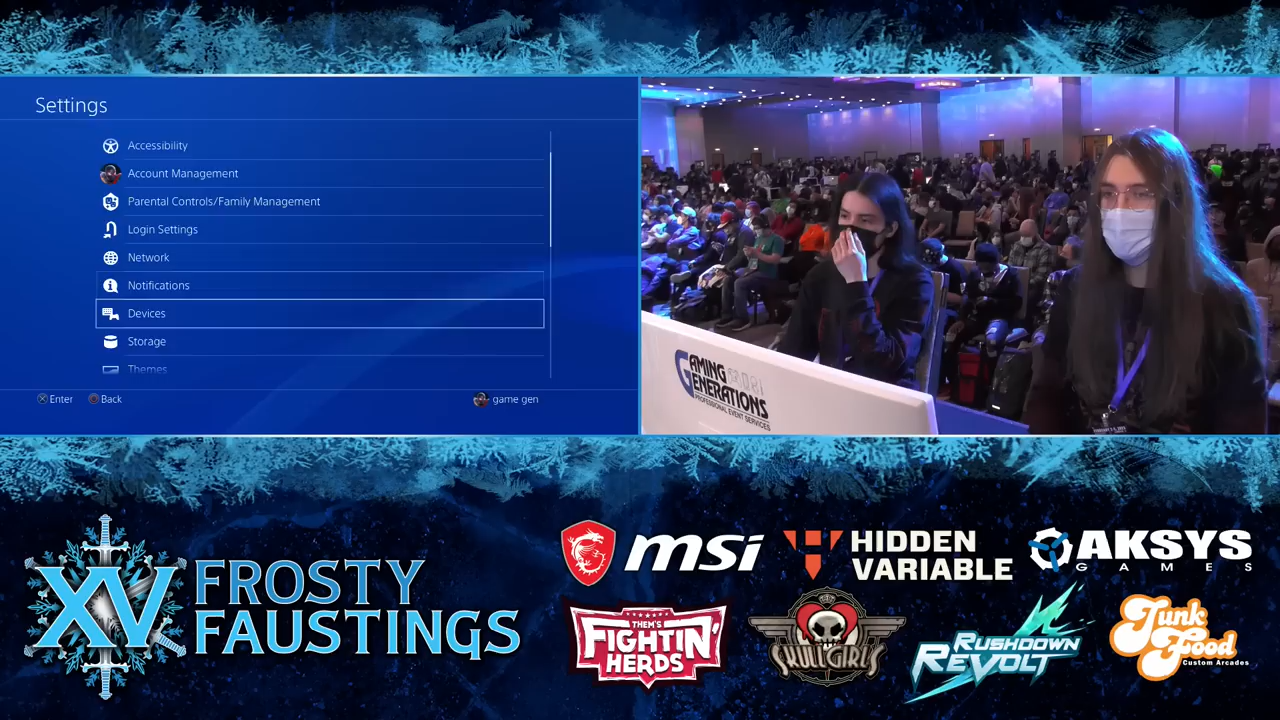 Settings
Accessibility
Account Management
Parental Controls/Family Management
Login Settings
Network
Notifications
Devices
Storage
Themes
Enter
Back
game gen
GAMING
GENERATIONS
PROFESSIONAL EVENT SERVICES
XV
FROSTY
FAUSTINGS
msi
HIDDEN
VARIABLE
AKSYS
GAMES
THEM'S
FIGHTIN'
HERDS
SKULLGIRLS
RUSHDOWN
REVOLT
Junk
Food
Custom Arcades